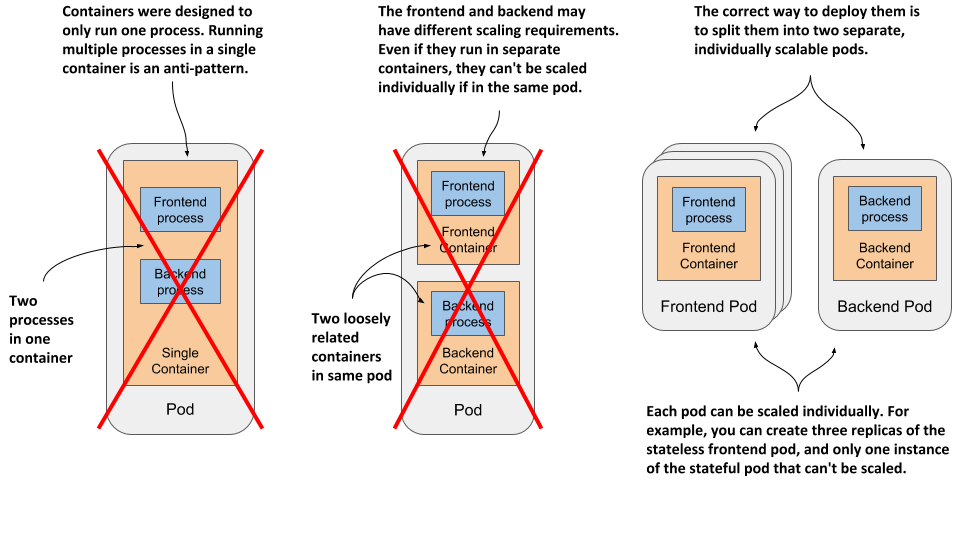 Containers were designed to
only run one process. Running
multiple processes in a single
container is an anti-pattern.
Frontend
process
Backend
process
Single
Container
Pod
Two
processes
in one
container
The frontend and backend may
have different scaling requirements.
Even if they run in separate
containers, they can't be scaled
individually if in the same pod.
Frontend
process
Frontend
Container
Backend
process
Backend
Container
Pod
Two loosely
related
containers
in same pod
The correct way to deploy them is
to split them into two separate,
individually scalable pods.
Frontend
process
Frontend
Container
Frontend Pod
Backend
process
Backend
Container
Backend Pod
Each pod can be scaled individually. For
example, you can create three replicas of the
stateless frontend pod, and only one instance
of the stateful pod that can't be scaled.